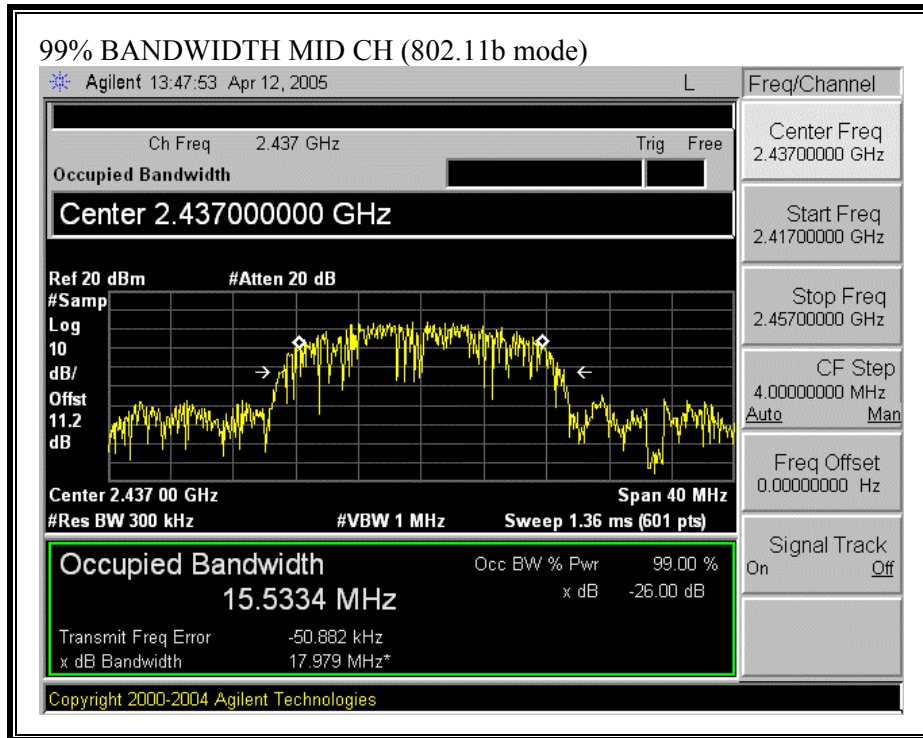 99% BANDWIDTH MID CH (802.11b mode)
Agilent 13:47:53 Apr 12, 2005 L Freq/Channel
Ch Freq 2.437 GHz Trig Free
Occupied Bandwidth
Center 2.437000000 GHz
Ref 20 dBm #Atten 20 dB
#Samp
Log
10
dB/
Offst
11.2
dB
Center 2.437 00 GHz Span 40 MHz
#Res BW 300 kHz #VBW 1 MHz Sweep 1.36 ms (601 pts)
Occupied Bandwidth Occ BW % Pwr 99.00 %
15.5334 MHz x dB -26.00 dB
Transmit Freq Error -50.882 kHz
x dB Bandwidth 17.979 MHz*
Copyright 2000-2004 Agilent Technologies
Center Freq
2.43700000 GHz
Start Freq
2.41700000 GHz
Stop Freq
2.45700000 GHz
CF Step
4.00000000 MHz
Auto Man
Freq Offset
0.00000000 Hz
Signal Track
On Off